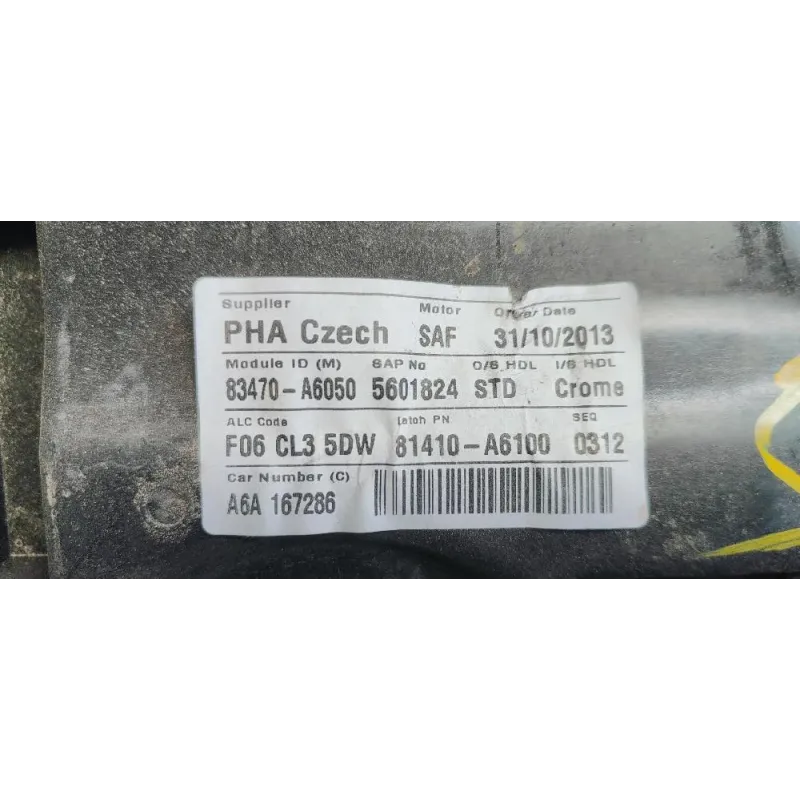 Supplier Motor Order Date
PHA Czech SAF 31/10/2013
Module ID (M) SAP No O/S HDL I/S HDL
83470-A6050 5601824 STD Crome
ALC Code Latch PN SEQ
F06 CL3 5DW 81410-A6100 0312
Car Number (C)
A6A 167286